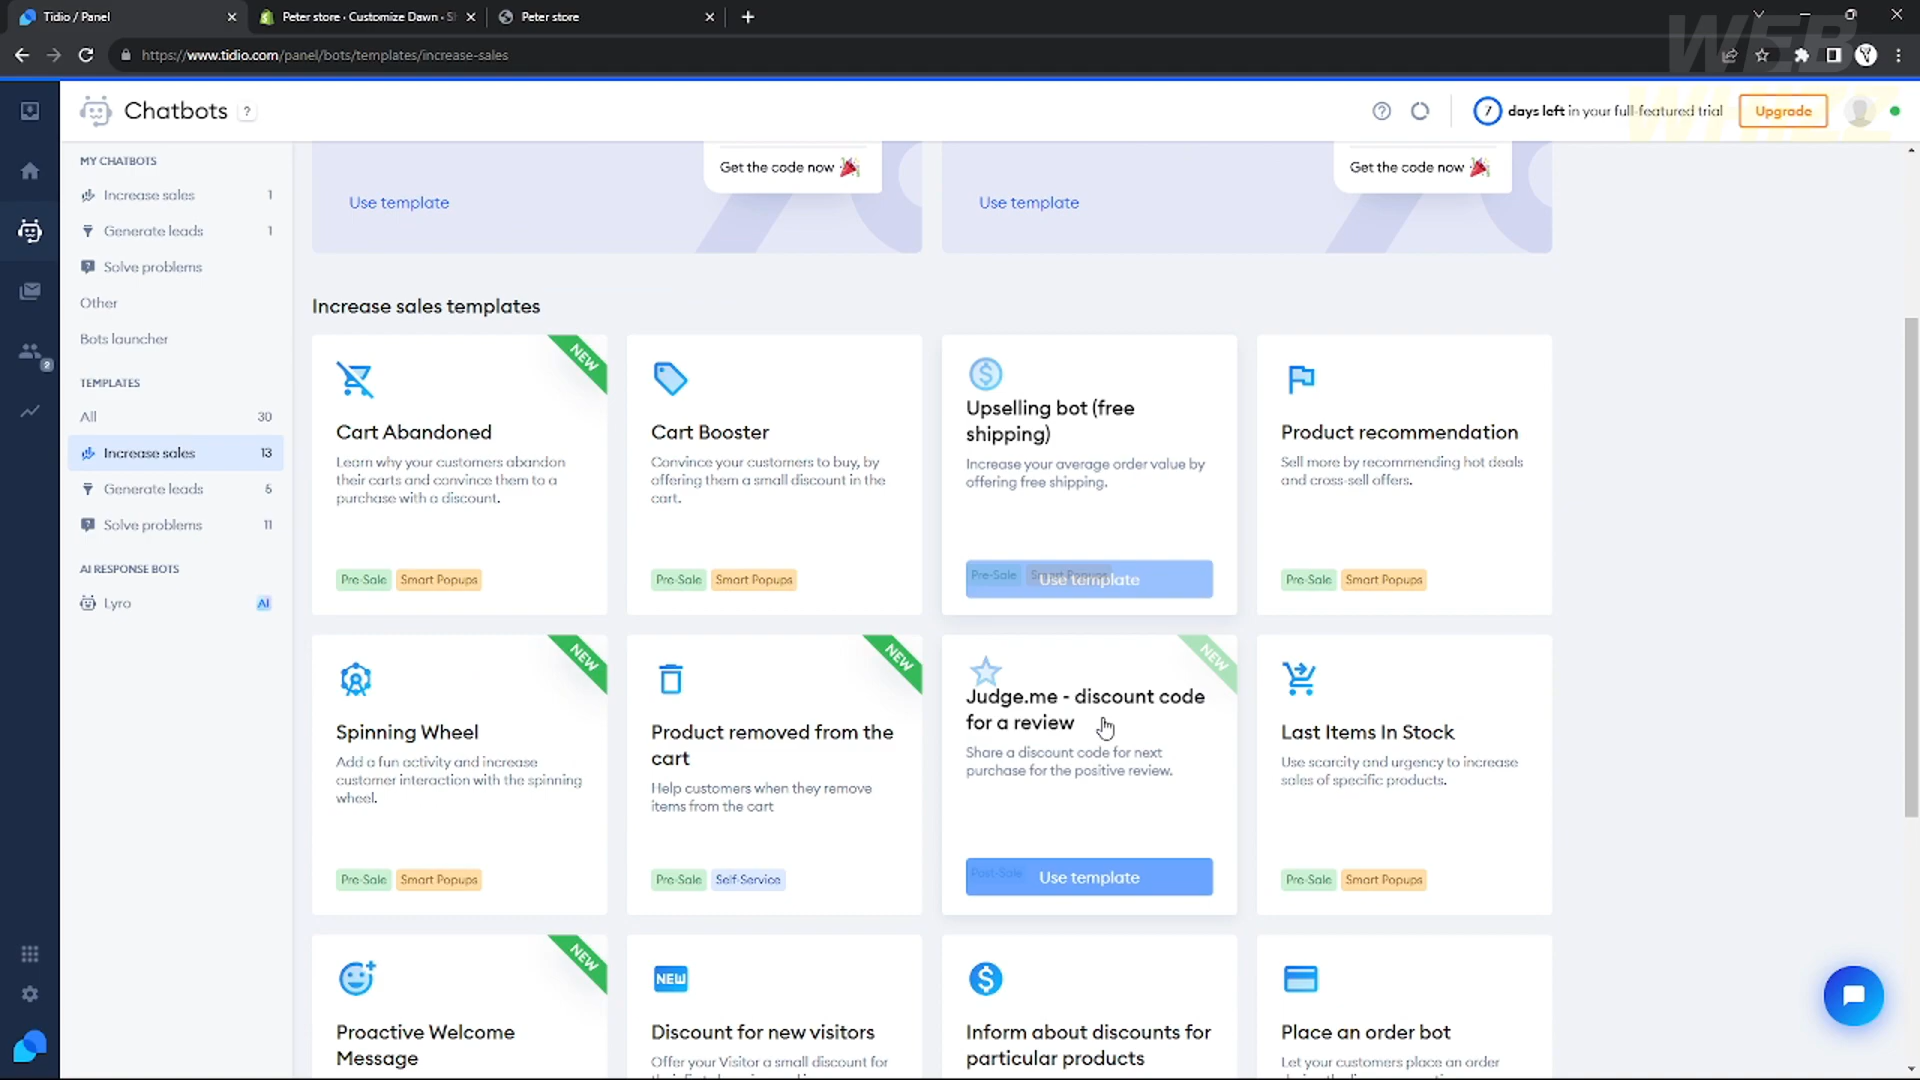 Tidio / Panel
Peter store · Customize Dawn · S
Peter store
https://www.tidio.com/panel/bots/templates/increase-sales
WEB
WHIZZ
Chatbots ?
7 days left in your full-featured trial
Upgrade
MY CHATBOTS
Increase sales 1
Generate leads 1
Solve problems
Other
Bots launcher
TEMPLATES
All 30
Increase sales 13
Generate leads 6
Solve problems 11
AI RESPONSE BOTS
Lyro AI
2
Get the code now
Use template
Get the code now
Use template
Increase sales templates
NEW
Cart Abandoned
Learn why your customers abandon
their carts and convince them to a
purchase with a discount.
Pre-Sale Smart Popups
Cart Booster
Convince your customers to buy, by
offering them a small discount in the
cart.
Pre-Sale Smart Popups
Upselling bot (free
shipping)
Increase your average order value by
offering free shipping.
Pre-Sale Smart Popups
Use template
Product recommendation
Sell more by recommending hot deals
and cross-sell offers.
Pre-Sale Smart Popups
NEW
Spinning Wheel
Add a fun activity and increase
customer interaction with the spinning
wheel.
Pre-Sale Smart Popups
NEW
Product removed from the
cart
Help customers when they remove
items from the cart
Pre-Sale Self-Service
NEW
Judge.me - discount code
for a review
Share a discount code for next
purchase for the positive review.
Post-Sale
Use template
Last Items In Stock
Use scarcity and urgency to increase
sales of specific products.
Pre-Sale Smart Popups
NEW
Proactive Welcome
Message
NEW
Discount for new visitors
Offer your Visitor a small discount for
Inform about discounts for
particular products
Place an order bot
Let your customers place an order